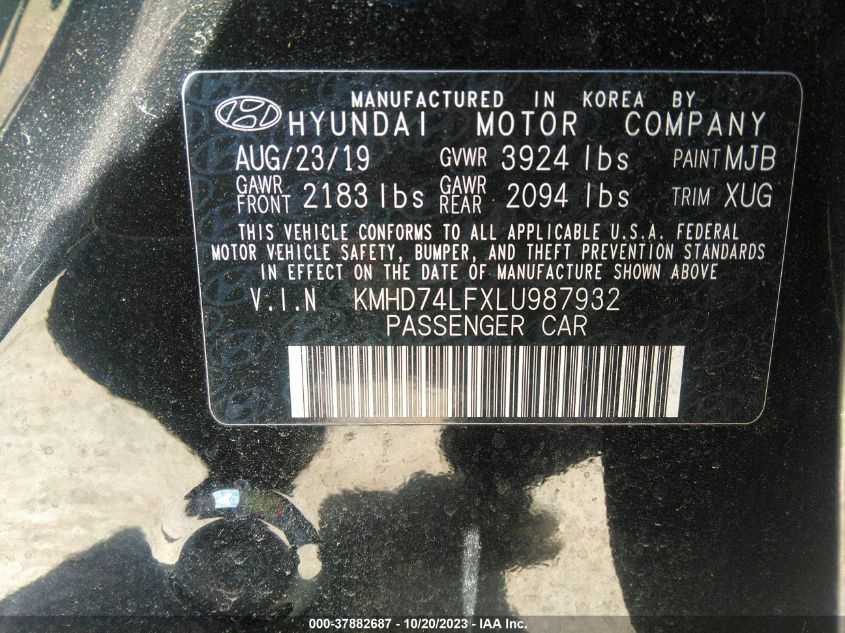 MANUFACTURED IN KOREA BY
HYUNDAI MOTOR COMPANY
AUG/23/19 GVWR 3924 lbs PAINT MJB
GAWR FRONT 2183 lbs GAWR REAR 2094 lbs TRIM XUG
THIS VEHICLE CONFORMS TO ALL APPLICABLE U.S.A. FEDERAL
MOTOR VEHICLE SAFETY, BUMPER, AND THEFT PREVENTION STANDARDS
IN EFFECT ON THE DATE OF MANUFACTURE SHOWN ABOVE
V.I.N KMHD74LFXLU987932
PASSENGER CAR
000-37882687 - 10/20/2023 - IAA Inc.